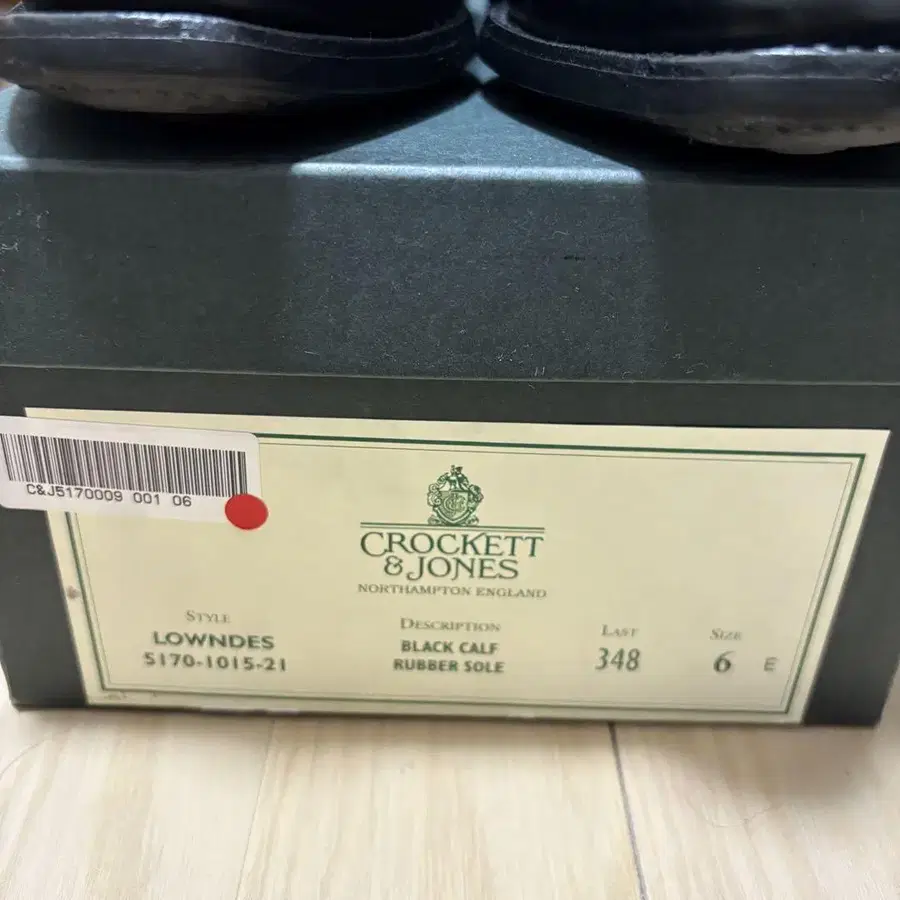 C&J5170009 001 06
CROCKETT
& JONES
NORTHAMPTON ENGLAND
STYLE
LOWNDES
5170-1015-21
DESCRIPTION
BLACK CALF
RUBBER SOLE
LAST
348
SIZE
6 E